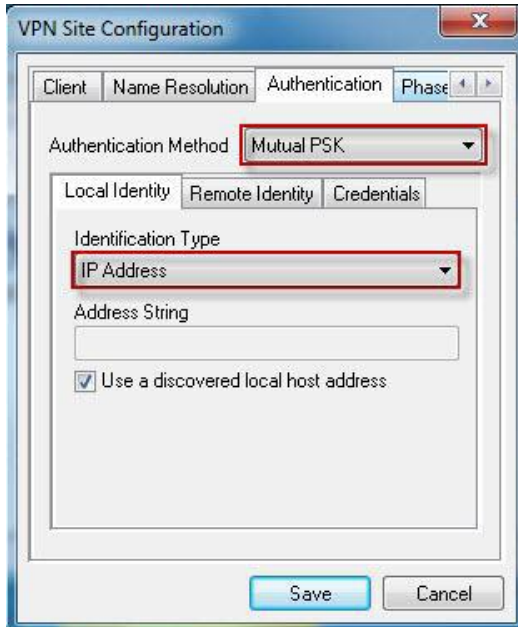 VPN Site Configuration
Client Name Resolution Authentication Phase
Authentication Method Mutual PSK
Local Identity Remote Identity Credentials
Identification Type
IP Address
Address String
Use a discovered local host address
Save Cancel